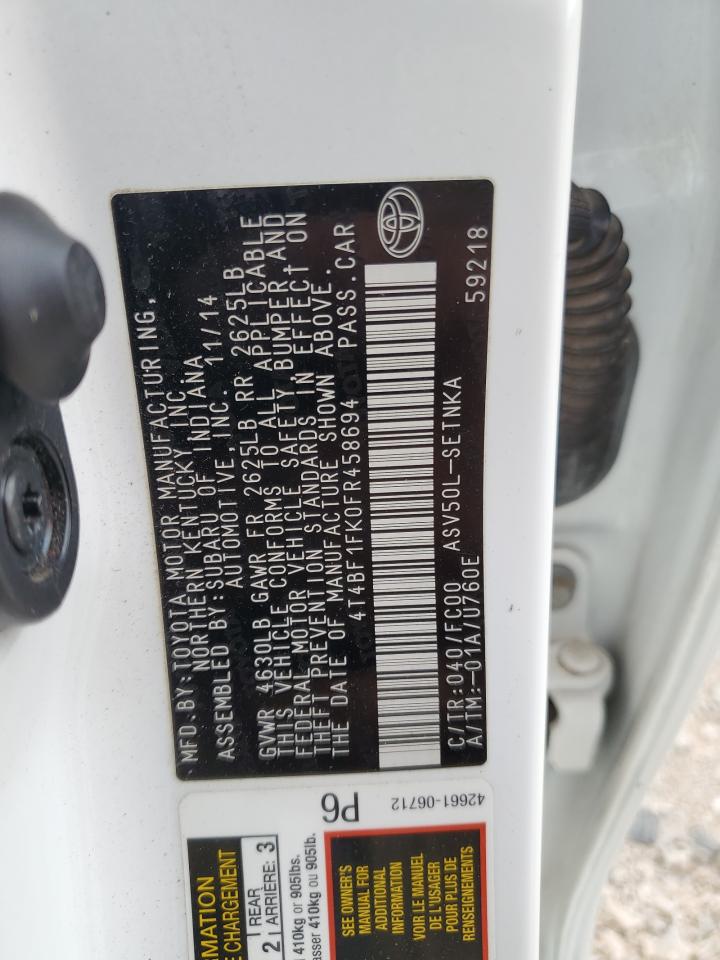 MFD.BY:TOYOTA MOTOR MANUFACTURING,
NORTHERN KENTUCKY INC.
ASSEMBLED BY:SUBARU OF INDIANA
AUTOMOTIVE,INC. 11/14
GVWR 4630LB GAWR FR 2625LB RR 2625LB
THIS VEHICLE CONFORMS TO ALL APPLICABLE
FEDERAL MOTOR VEHICLE SAFETY BUMPER AND
THEFT PREVENTION STANDARDS IN EFFECT ON
THE DATE OF MANUFACTURE SHOWN ABOVE.
4T4BF1FK0FR458694 PASS.CAR
C/TR:040/FC00 ASV50L-SETNKA
A/TM:-01A/U760E 59218
P6
42661-06712
RMATION
E CHARGEMENT
2 REAR
ARRIÈRE: 3
410kg or 905lbs.
asser 410kg ou 905lb.
SEE OWNER'S
MANUAL FOR
ADDITIONAL
INFORMATION
VOIR LE MANUEL
DE L'USAGER
POUR PLUS DE
RENSEIGNEMENTS